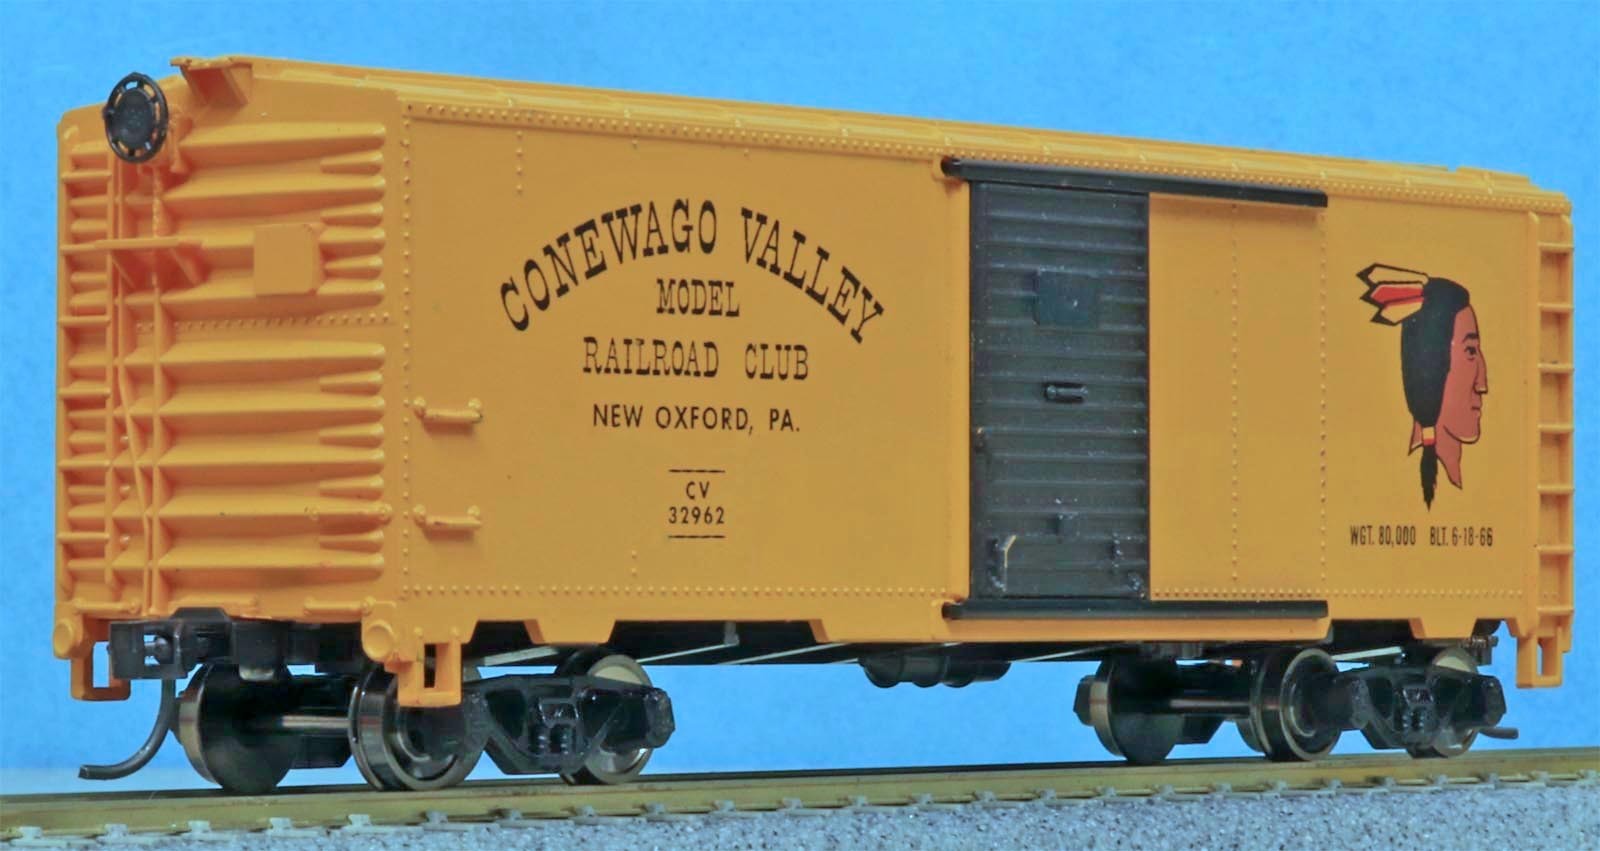 CONEWAGO VALLEY
MODEL
RAILROAD CLUB
NEW OXFORD, PA.
CV
32962
WGT. 80,000 BLT. 6-18-66